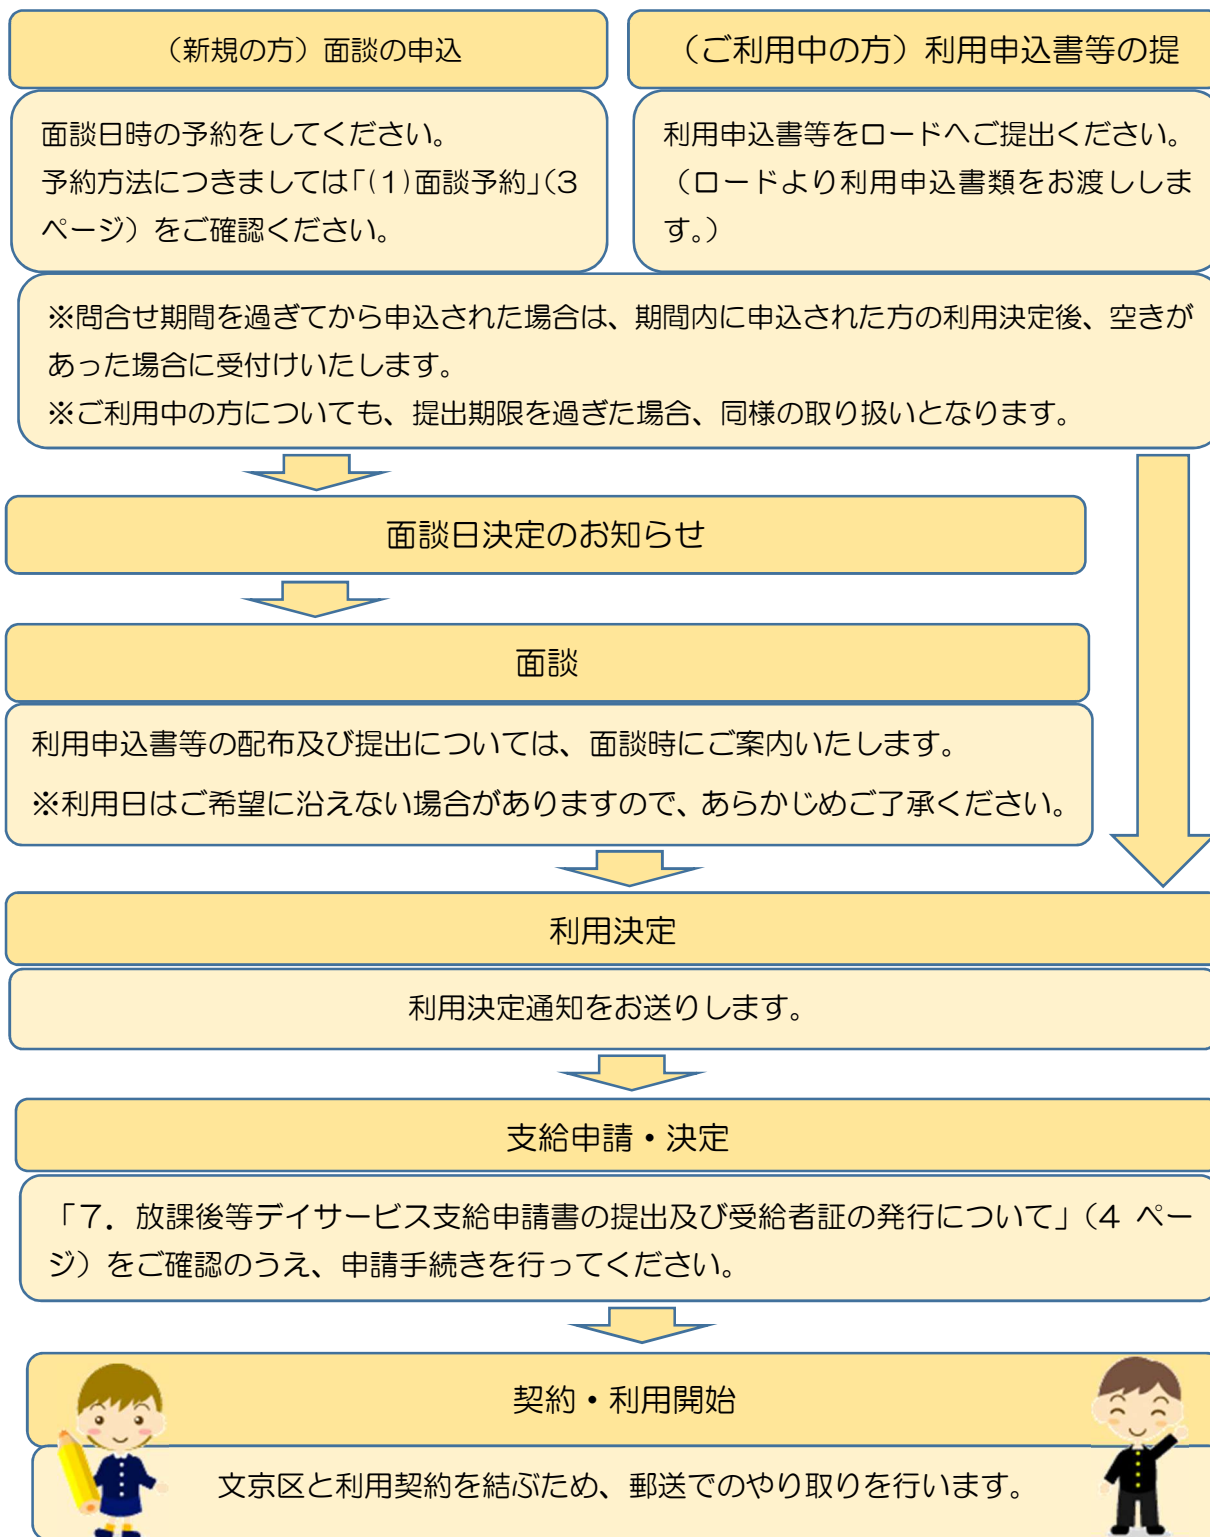 （新規の方）面談の申込
面談日時の予約をしてください。
予約方法につきましては「(1)面談予約」（3
ページ）をご確認ください。
（ご利用中の方）利用申込書等の提
利用申込書等をロードへご提出ください。
（ロードより利用申込書類をお渡ししま
す。）
※問合せ期間を過ぎてから申込された場合は、期間内に申込された方の利用決定後、空きが
あった場合に受付けいたします。
※ご利用中の方についても、提出期限を過ぎた場合、同様の取り扱いとなります。
面談日決定のお知らせ
面談
利用申込書等の配布及び提出については、面談時にご案内いたします。
※利用日はご希望に沿えない場合がありますので、あらかじめご了承ください。
利用決定
利用決定通知をお送りします。
支給申請・決定
「７．放課後等デイサービス支給申請書の提出及び受給者証の発行について」（4 ペー
ジ）をご確認のうえ、申請手続きを行ってください。
契約・利用開始
文京区と利用契約を結ぶため、郵送でのやり取りを行います。